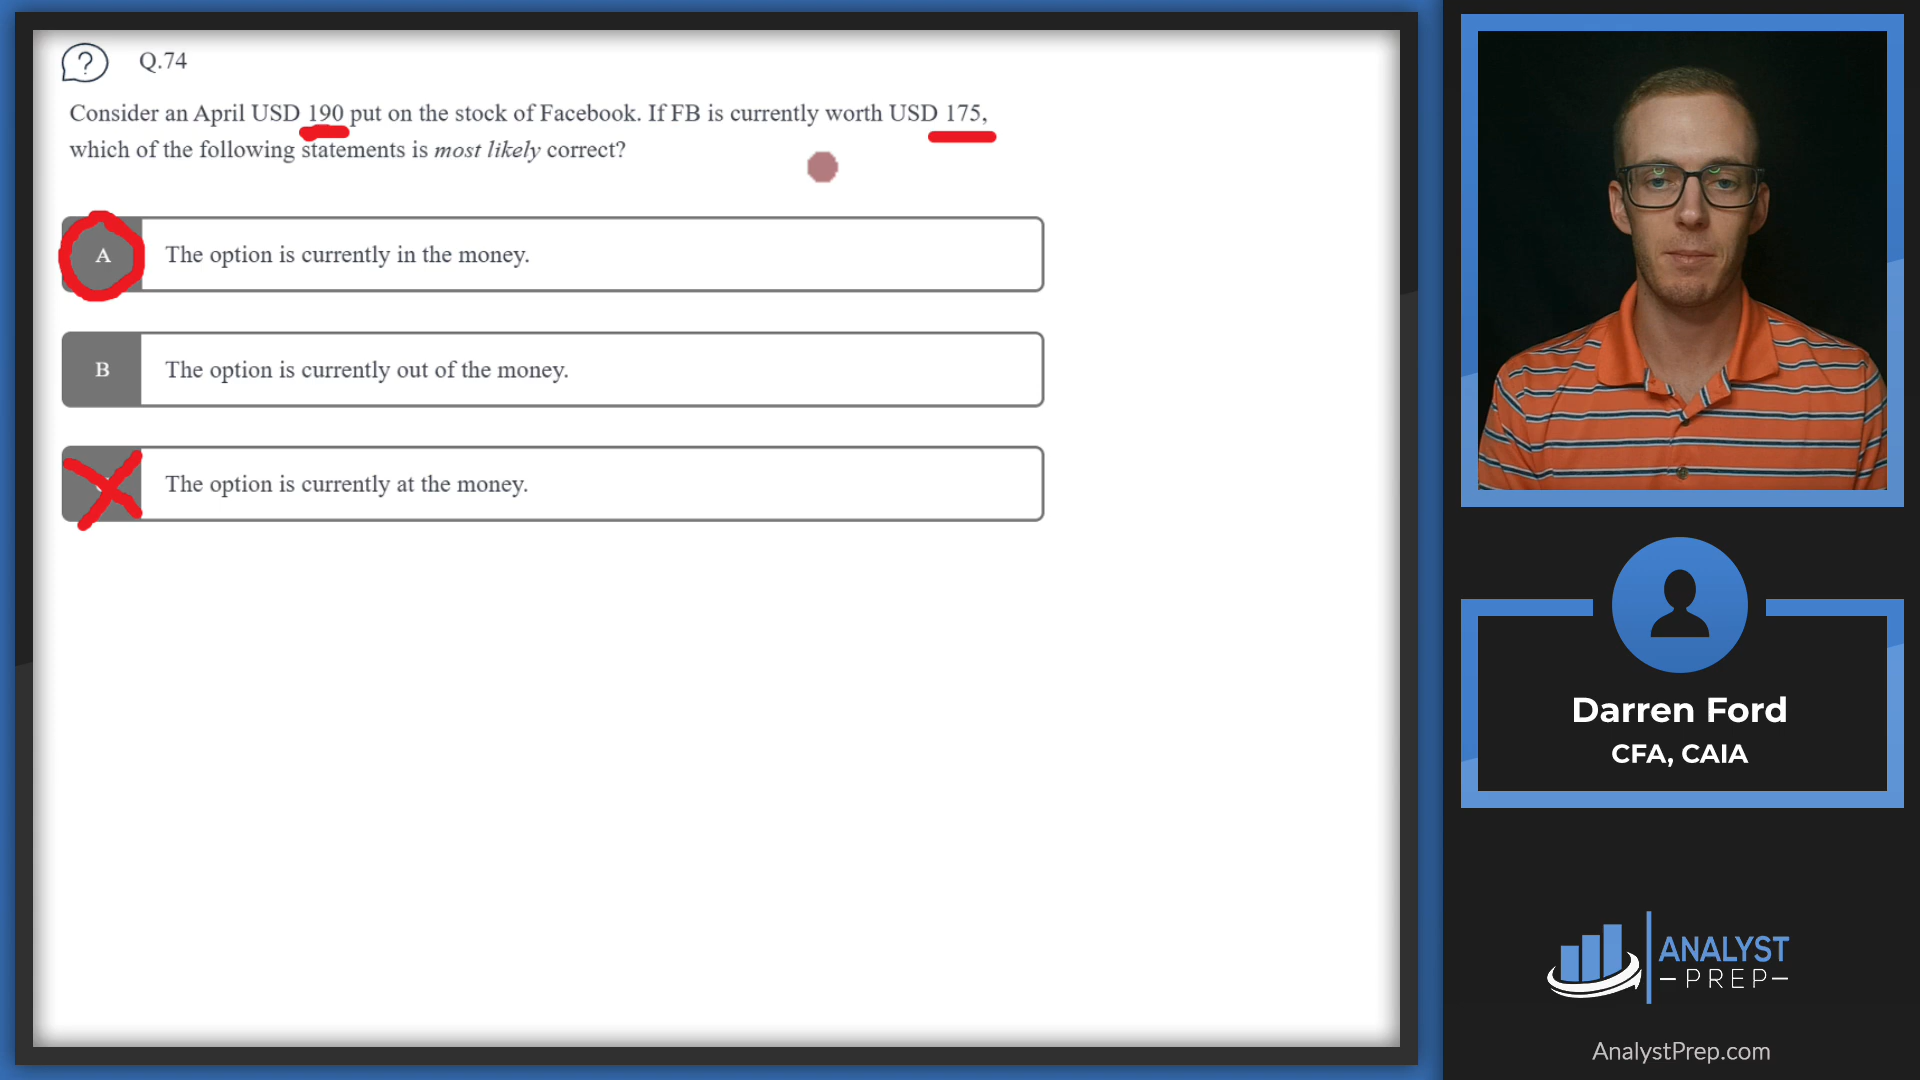 Q.74
Consider an April USD 190 put on the stock of Facebook. If FB is currently worth USD 175,
which of the following statements is most likely correct?
A
The option is currently in the money.
B
The option is currently out of the money.
The option is currently at the money.
Darren Ford
CFA, CAIA
ANALYST
PREP
AnalystPrep.com